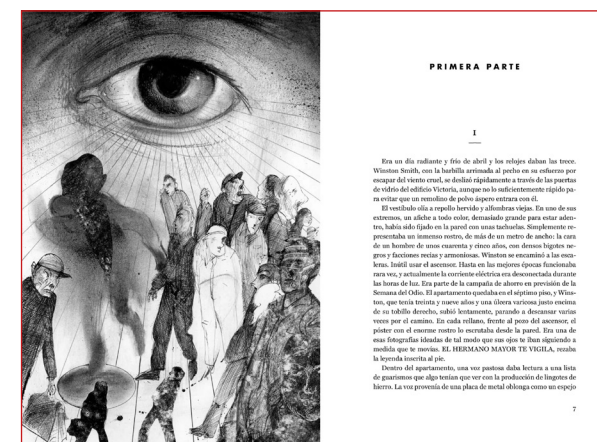 PRIMERA PARTE
I
Era un día radiante y frío de abril y los relojes daban las trece.
Winston Smith, con la barbilla arrimada al pecho en su esfuerzo por
escapar del viento cruel, se deslizó rápidamente a través de las puertas
de vidrio del edificio Victoria, aunque no lo suficientemente rápido pa-
ra evitar que un remolino de polvo áspero entrara con él.
El vestíbulo olía a repollo hervido y alfombras viejas. En uno de sus
extremos, un afiche a todo color, demasiado grande para estar aden-
tro, había sido fijado en la pared con unas tachuelas. Simplemente re-
presentaba un inmenso rostro, de más de un metro de ancho: la cara
de un hombre de unos cuarenta y cinco años, con densos bigotes ne-
gros y facciones recias y armoniosas. Winston se encaminó a las esca-
leras. Inútil usar el ascensor. Hasta en las mejores épocas funcionaba
rara vez, y actualmente la corriente eléctrica era desconectada durante
las horas de luz. Era parte de la campaña de ahorro en previsión de la
Semana del Odio. El apartamento quedaba en el séptimo piso, y Wins-
ton, que tenía treinta y nueve años y una úlcera varicosa justo encima
de su tobillo derecho, subió lentamente, parando a descansar varias
veces por el camino. En cada rellano, frente al pozo del ascensor, el
póster con el enorme rostro lo escrutaba desde la pared. Era una de
esas fotografías ideadas de tal modo que sus ojos te iban siguiendo a
medida que te movías. EL HERMANO MAYOR TE VIGILA, rezaba
la leyenda inscrita al pie.
Dentro del apartamento, una voz pastosa daba lectura a una lista
de guarismos que algo tenían que ver con la producción de lingotes de
hierro. La voz provenía de una placa de metal oblonga como un espejo
7